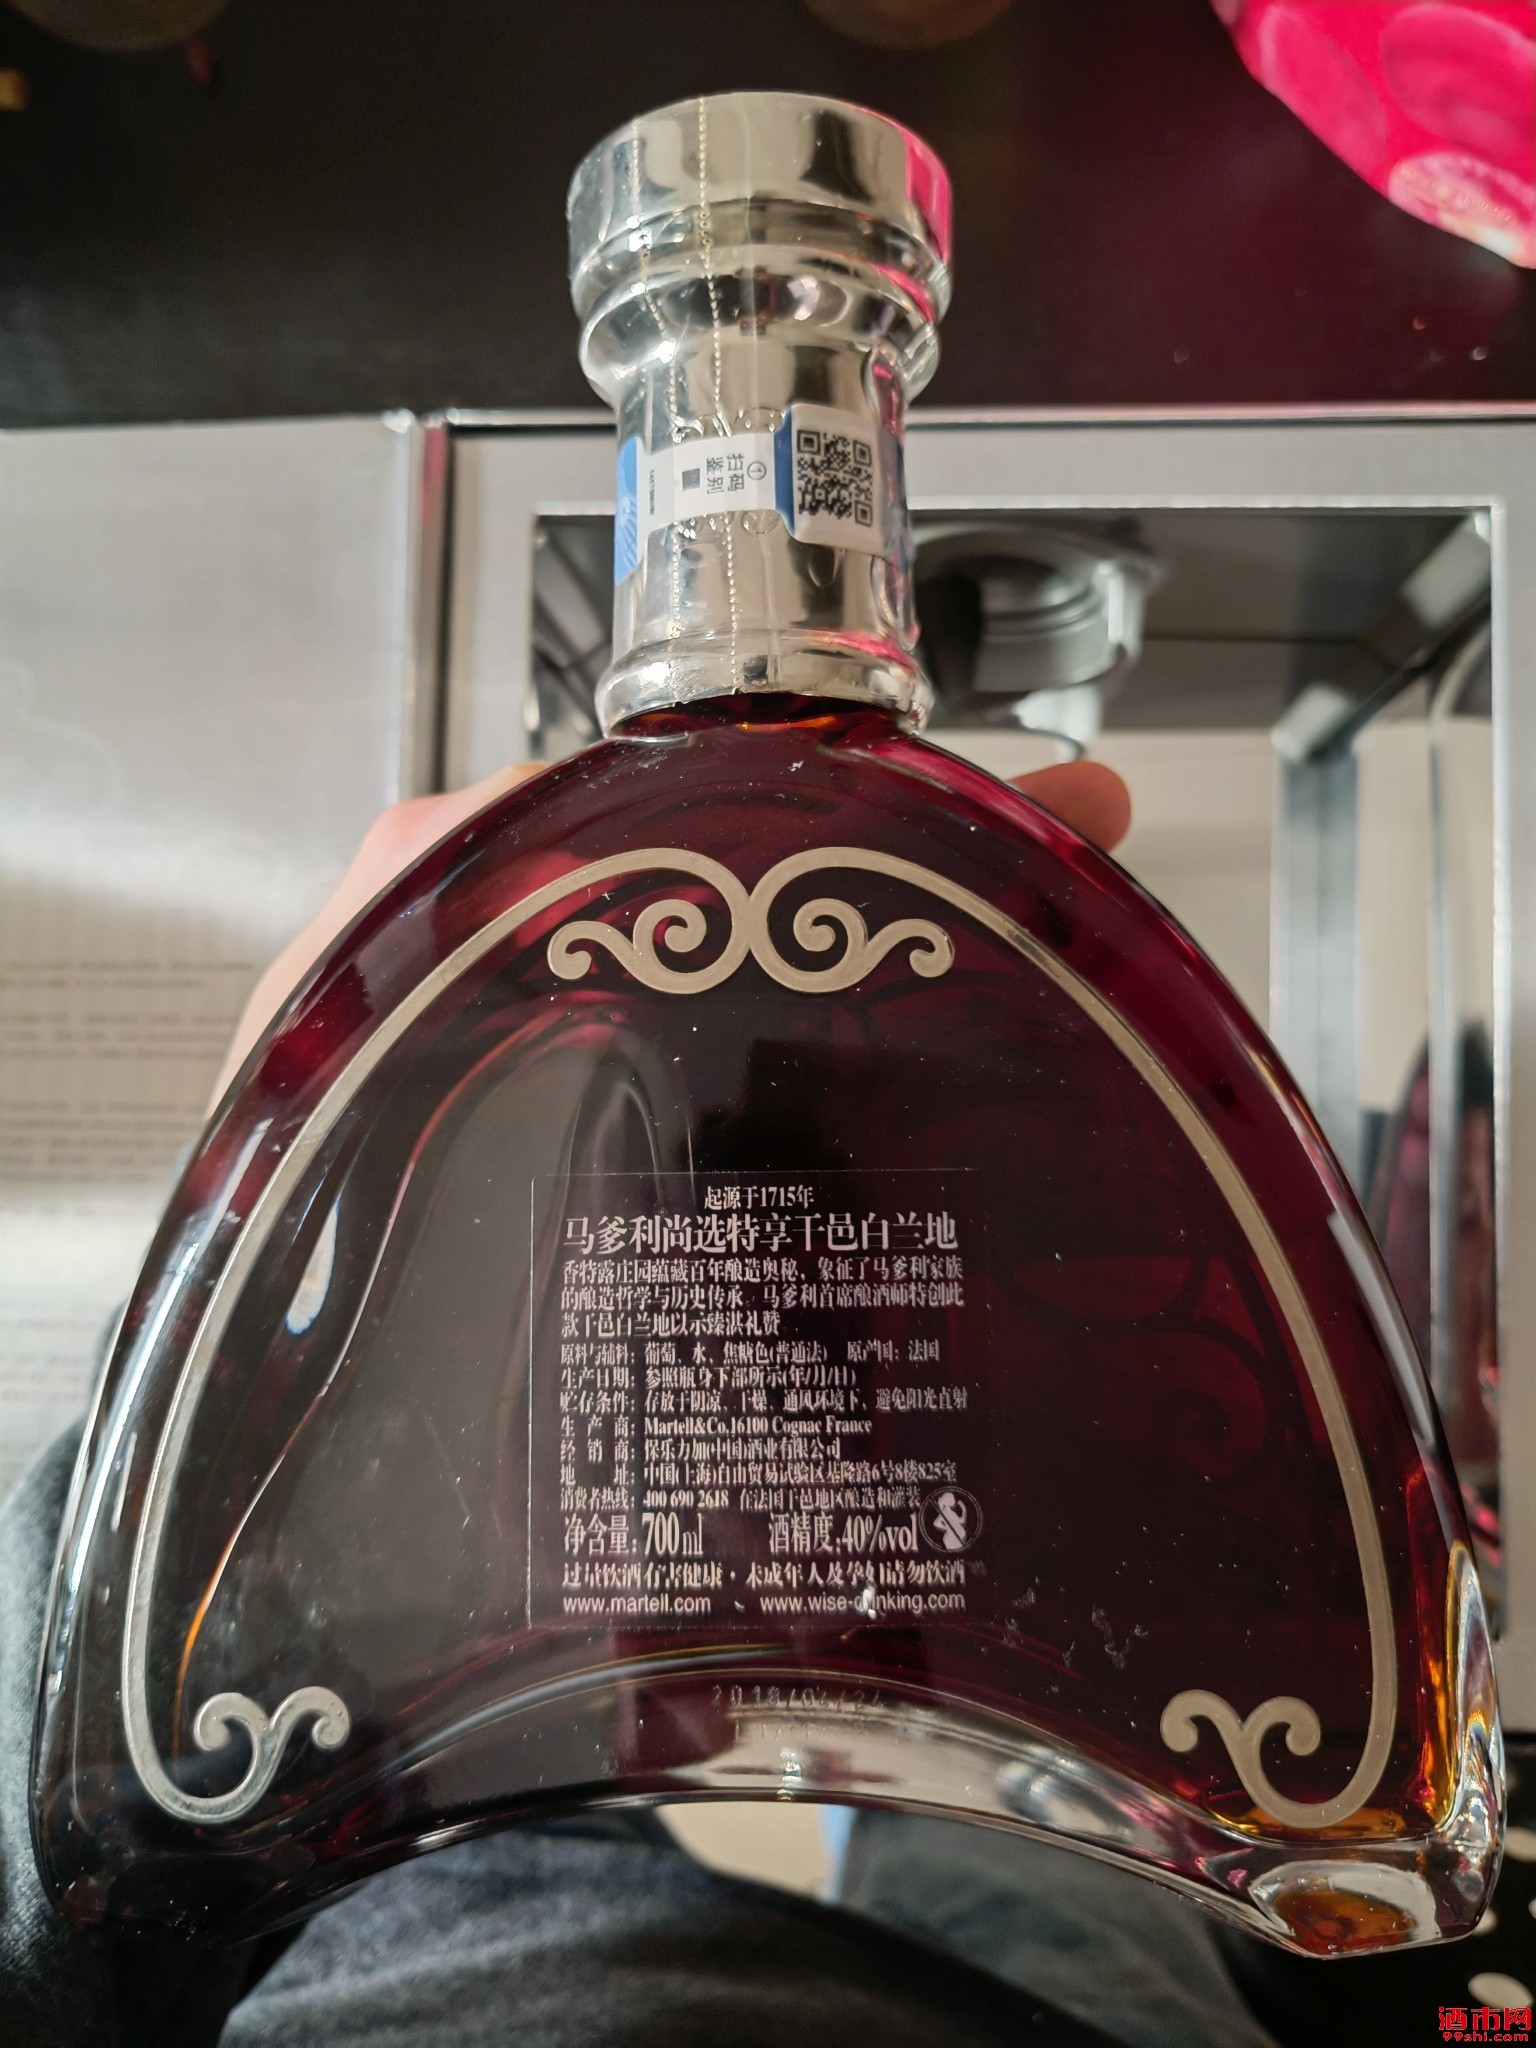 ①扫码
鉴别
起源于1715年
马爹利尚选特享干邑白兰地
香特露庄园蕴藏百年酿造奥秘，象征了马爹利家族
的酿造哲学与历史传承 马爹利首席酿酒师特创此
款干邑白兰地以示臻湛礼赞
原料与辅料：葡萄、水、焦糖色(普通法) 原产国：法国
生产日期：参照瓶身下部所示(年/月/日)
贮存条件：存放于阴凉、干燥、通风环境下，避免阳光直射
生产商：Martell&Co.16100 Cognac France
经销商：保乐力加(中国)酒业有限公司
地址：中国(上海)自由贸易试验区基隆路6号8楼825室
消费者热线：400 690 2618 在法国干邑地区酿造和灌装
净含量：700ml 酒精度：40%vol
过量饮酒有害健康·未成年人及孕妇请勿饮酒
www.martell.com www.wise-drinking.com
酒市网
99shi.com